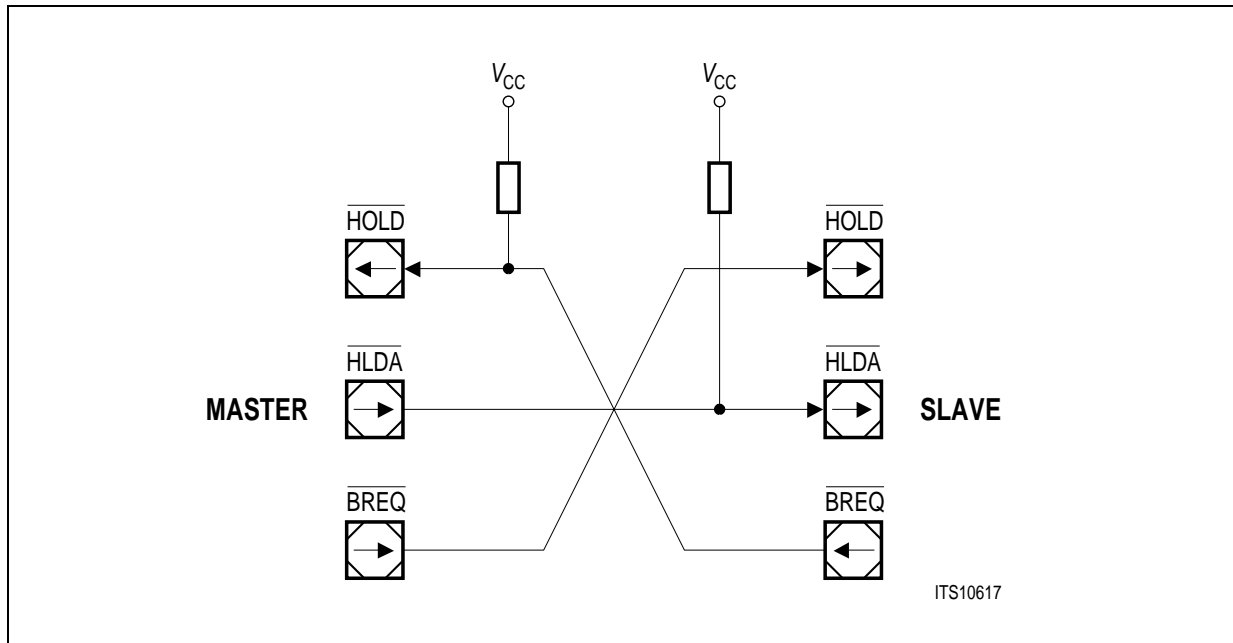 VCC VCC
HOLD HOLD
HLDA HLDA
MASTER SLAVE
BREQ BREQ
ITS10617